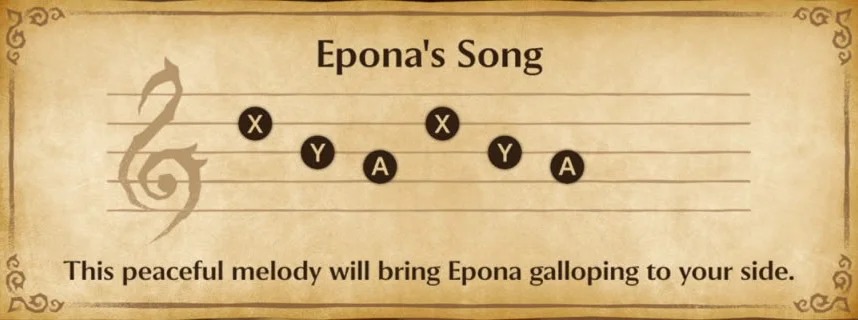 Epona's Song
X Y A X Y A
This peaceful melody will bring Epona galloping to your side.